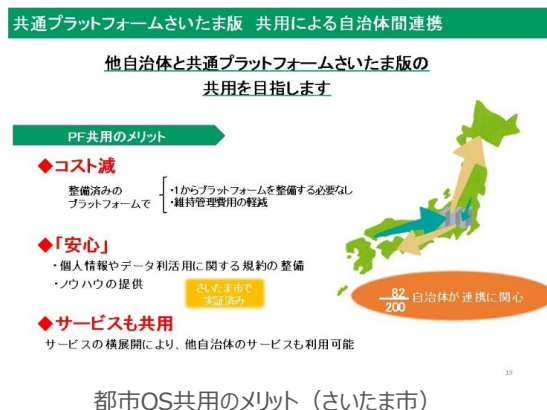 共通プラットフォームさいたま版 共用による自治体間連携
他自治体と共通プラットフォームさいたま版の
共用を目指します
PF共用のメリット
◆コスト減
整備済みの
プラットフォームで
・1からプラットフォームを整備する必要なし
・維持管理費用の軽減
◆「安心」
・個人情報やデータ利活用に関する規約の整備
・ノウハウの提供
さいたま市で
実証済み
82
200
自治体が連携に関心
◆サービスも共用
サービスの横展開により、他自治体のサービスも利用可能
19
都市OS共用のメリット（さいたま市）